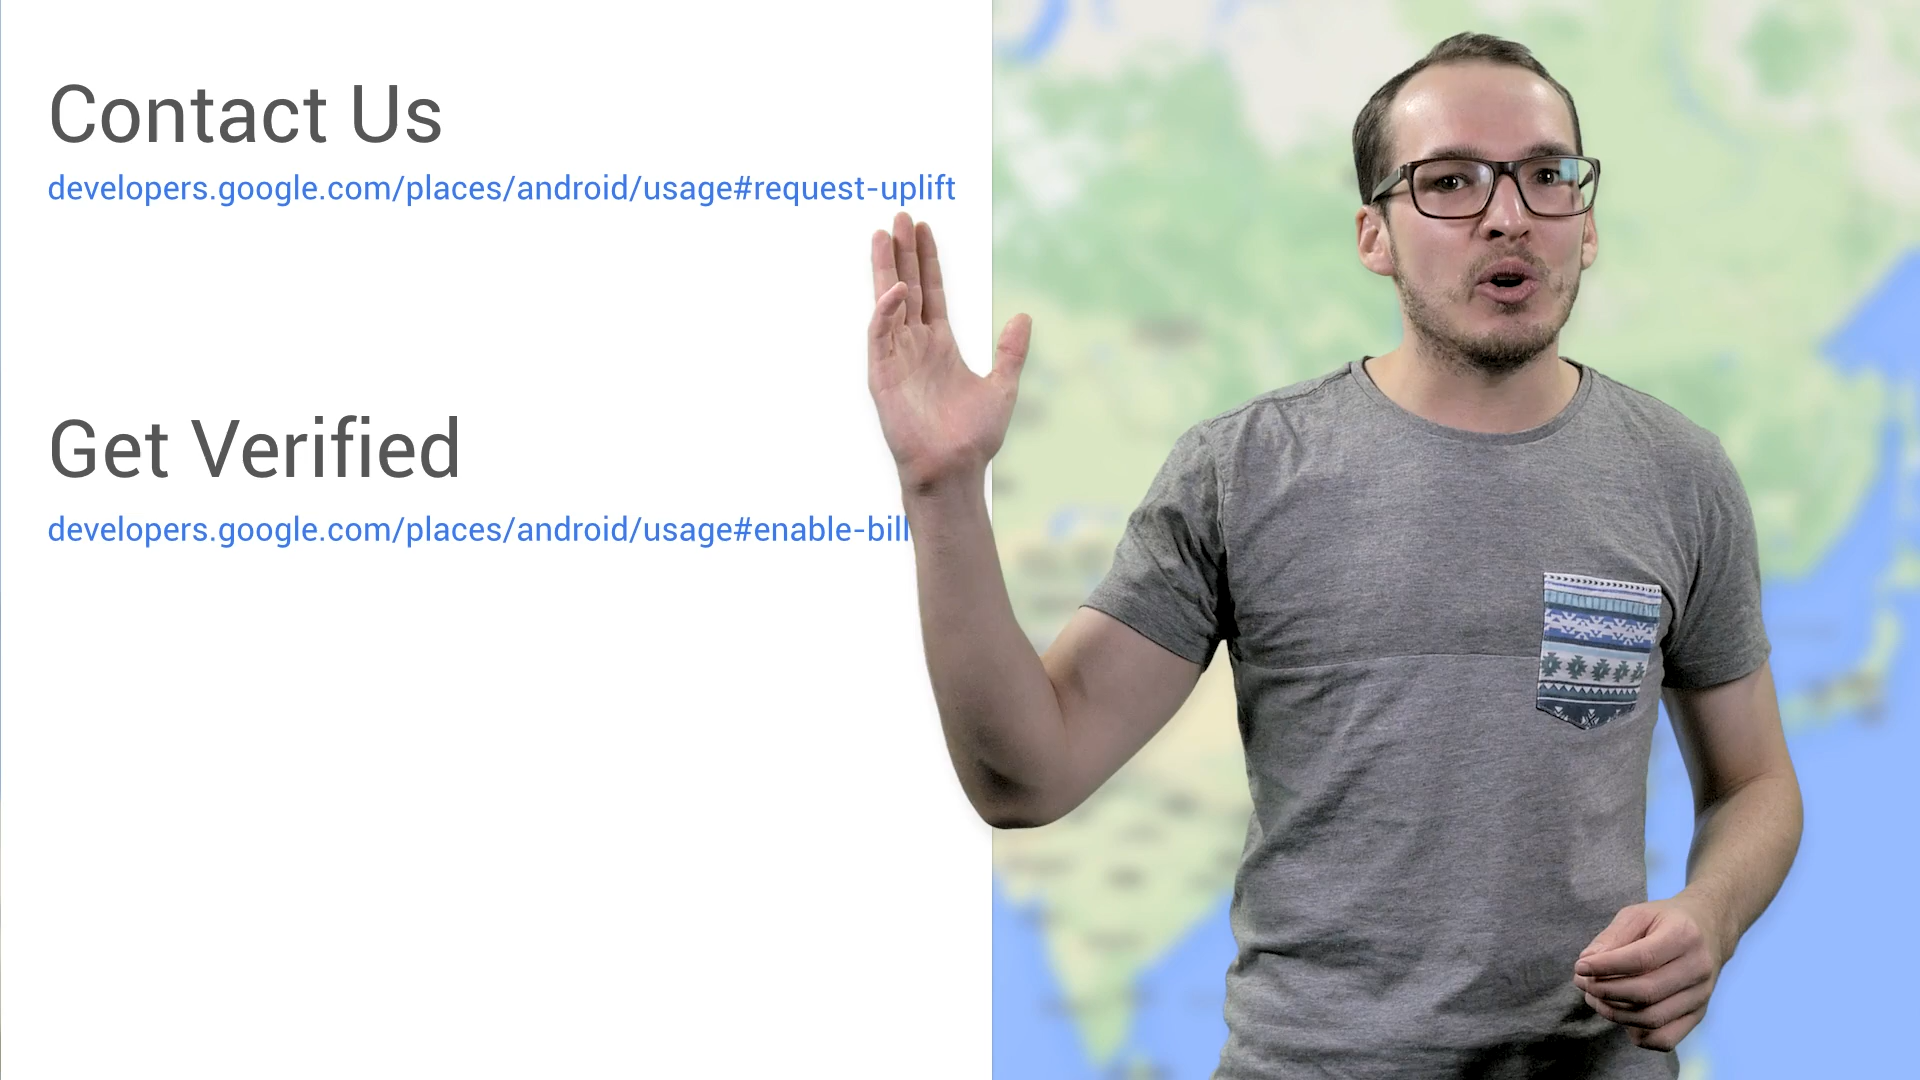 Contact Us
developers.google.com/places/android/usage#request-uplift
Get Verified
developers.google.com/places/android/usage#enable-bill